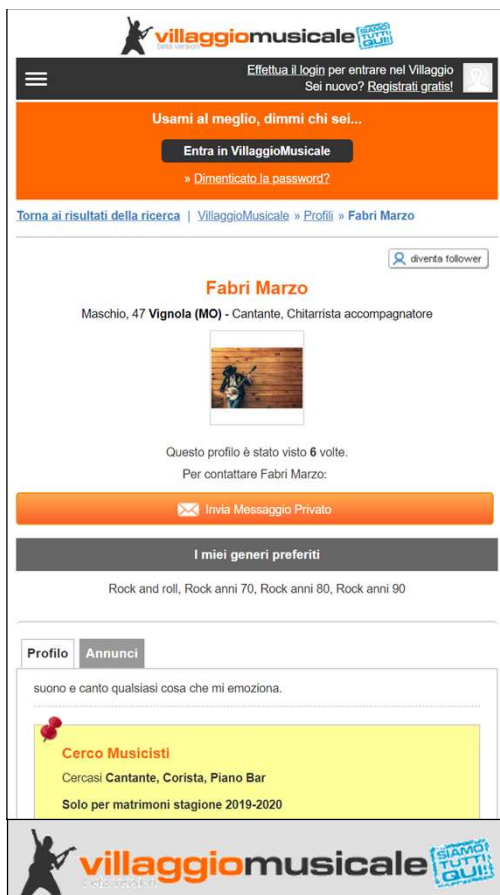 villaggiomusicale SIAMO TUTTI QUI!!
beta version
Effettua il login per entrare nel Villaggio
Sei nuovo? Registrati gratis!
Usami al meglio, dimmi chi sei...
Entra in VillaggioMusicale
» Dimenticato la password?
Torna ai risultati della ricerca | VillaggioMusicale » Profili » Fabri Marzo
diventa follower
Fabri Marzo
Maschio, 47 Vignola (MO) - Cantante, Chitarrista accompagnatore
Questo profilo è stato visto 6 volte.
Per contattare Fabri Marzo:
Invia Messaggio Privato
I miei generi preferiti
Rock and roll, Rock anni 70, Rock anni 80, Rock anni 90
Profilo Annunci
suono e canto qualsiasi cosa che mi emoziona.
Cerco Musicisti
Cercasi Cantante, Corista, Piano Bar
Solo per matrimoni stagione 2019-2020
villaggiomusicale SIAMO TUTTI QUI!!
beta version